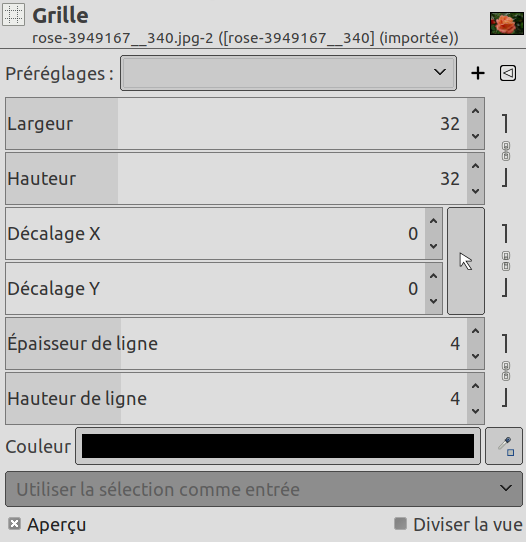 Grille
rose-3949167__340.jpg-2 ([rose-3949167__340] (importée))
Préréglages :
Largeur 32
Hauteur 32
Décalage X 0
Décalage Y 0
Épaisseur de ligne 4
Hauteur de ligne 4
Couleur
Utiliser la sélection comme entrée
Aperçu Diviser la vue